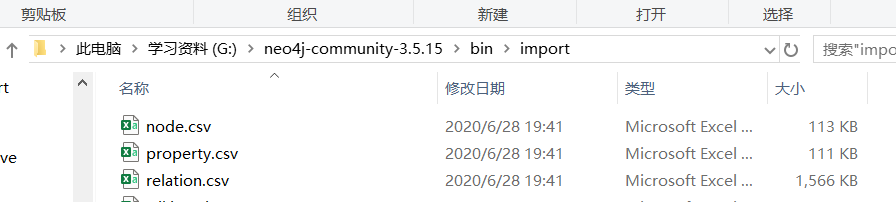 剪贴板 组织 新建 打开 选择
此电脑 学习资料 (G:) neo4j-community-3.5.15 bin import 搜索"impo
rt 名称 修改日期 类型 大小
node.csv 2020/6/28 19:41 Microsoft Excel ... 113 KB
ve property.csv 2020/6/28 19:41 Microsoft Excel ... 111 KB
relation.csv 2020/6/28 19:41 Microsoft Excel ... 1,566 KB